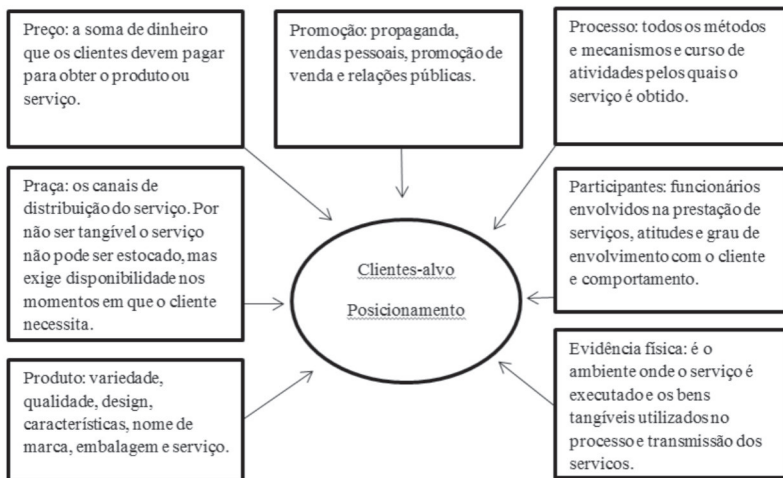 Preço: a soma de dinheiro
que os clientes devem pagar
para obter o produto ou
serviço.
Promoção: propaganda,
vendas pessoais, promoção de
venda e relações públicas.
Processo: todos os métodos
e mecanismos e curso de
atividades pelos quais o
serviço é obtido.
Praça: os canais de
distribuição do serviço. Por
não ser tangível o serviço
não pode ser estocado, mas
exige disponibilidade nos
momentos em que o cliente
necessita.
Clientes-alvo
Posicionamento
Participantes: funcionários
envolvidos na prestação de
serviços, atitudes e grau de
envolvimento com o cliente
e comportamento.
Produto: variedade,
qualidade, design,
características, nome de
marca, embalagem e serviço.
Evidência física: é o
ambiente onde o serviço é
executado e os bens
tangíveis utilizados no
processo e transmissão dos
serviços.